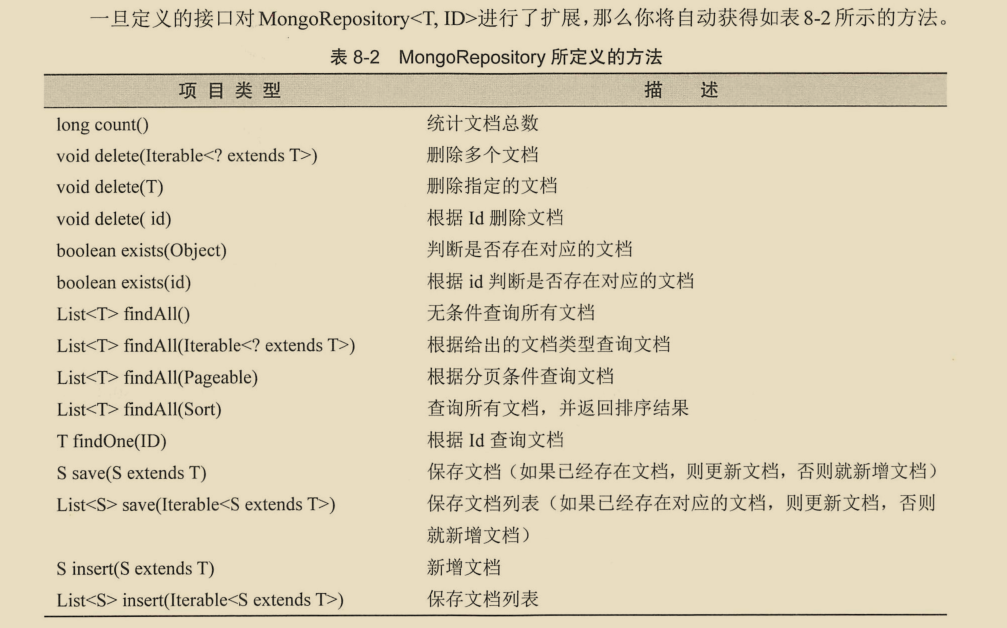 一旦定义的接口对MongoRepository<T, ID>进行了扩展,那么你将自动获得如表8-2所示的方法。
表 8-2 MongoRepository 所定义的方法
项 目 类 型 描 述
long count() 统计文档总数
void delete(Iterable<? extends T>) 删除多个文档
void delete(T) 删除指定的文档
void delete( id) 根据 Id 删除文档
boolean exists(Object) 判断是否存在对应的文档
boolean exists(id) 根据 id 判断是否存在对应的文档
List<T> findAll() 无条件查询所有文档
List<T> findAll(Iterable<? extends T>) 根据给出的文档类型查询文档
List<T> findAll(Pageable) 根据分页条件查询文档
List<T> findAll(Sort) 查询所有文档，并返回排序结果
T findOne(ID) 根据 Id 查询文档
S save(S extends T) 保存文档（如果已经存在文档，则更新文档，否则就新增文档）
List<S> save(Iterable<S extends T>) 保存文档列表（如果已经存在对应的文档，则更新文档，否则
就新增文档）
S insert(S extends T) 新增文档
List<S> insert(Iterable<S extends T>) 保存文档列表